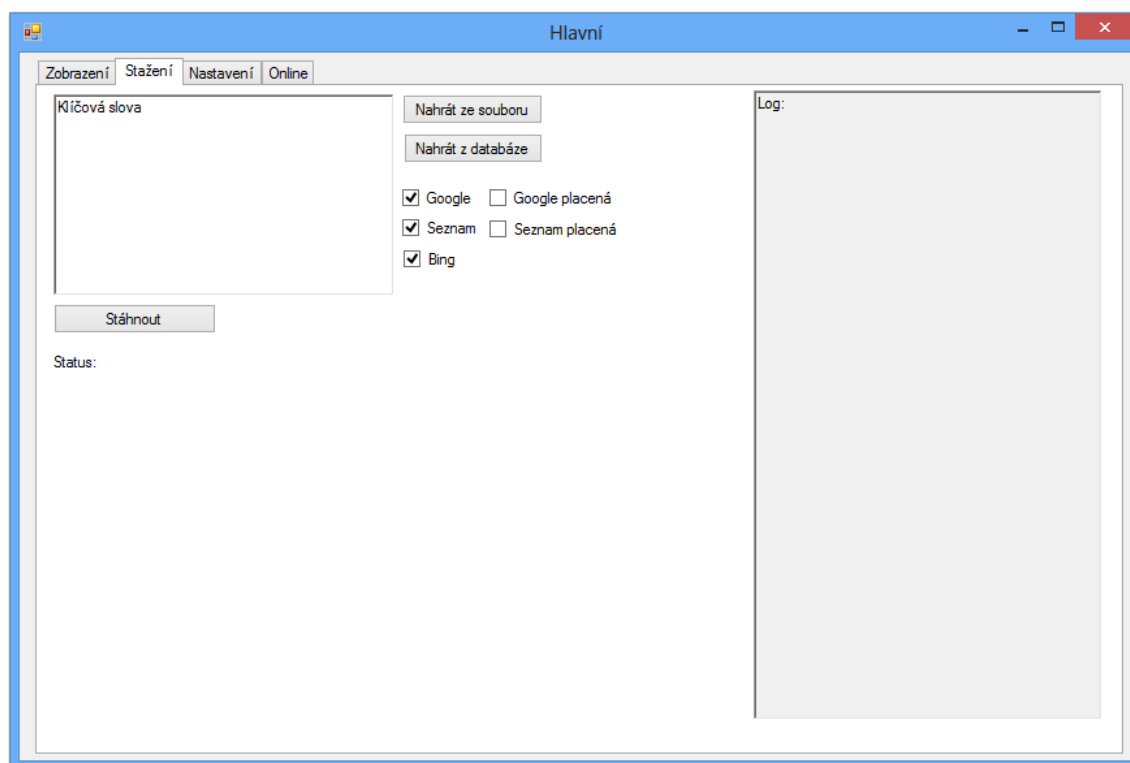 Hlavní
Zobrazení Stažení Nastavení Online
Klíčová slova
Nahrát ze souboru
Nahrát z databáze
Google Google placená
Seznam Seznam placená
Bing
Stáhnout
Status:
Log: